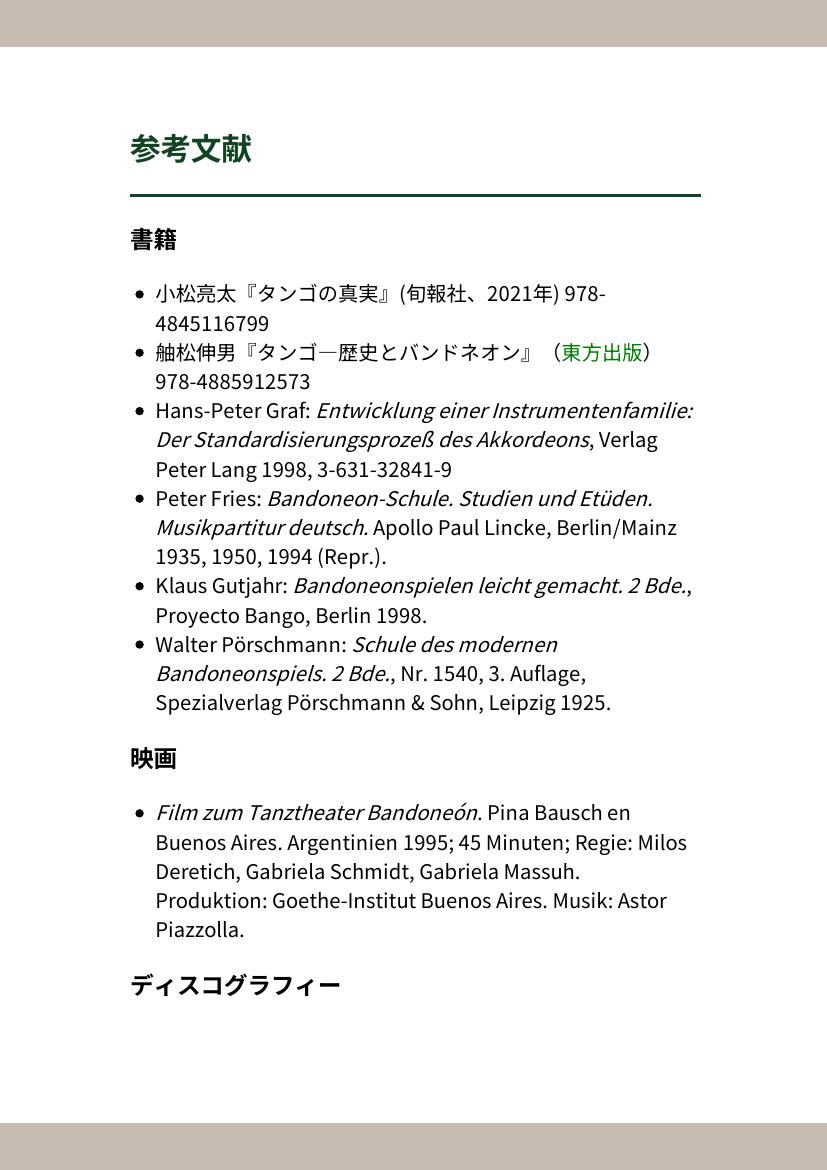 参考文献
書籍
小松亮太『タンゴの真実』(旬報社、2021年) 978-
4845116799
舳松伸男『タンゴ―歴史とバンドネオン』（東方出版）
978-4885912573
Hans-Peter Graf: Entwicklung einer Instrumentenfamilie:
Der Standardisierungsprozeß des Akkordeons, Verlag
Peter Lang 1998, 3-631-32841-9
Peter Fries: Bandoneon-Schule. Studien und Etüden.
Musikpartitur deutsch. Apollo Paul Lincke, Berlin/Mainz
1935, 1950, 1994 (Repr.).
Klaus Gutjahr: Bandoneonspielen leicht gemacht. 2 Bde.,
Proyecto Bango, Berlin 1998.
Walter Pörschmann: Schule des modernen
Bandoneonspiels. 2 Bde., Nr. 1540, 3. Auflage,
Spezialverlag Pörschmann & Sohn, Leipzig 1925.
映画
Film zum Tanztheater Bandoneón. Pina Bausch en
Buenos Aires. Argentinien 1995; 45 Minuten; Regie: Milos
Deretich, Gabriela Schmidt, Gabriela Massuh.
Produktion: Goethe-Institut Buenos Aires. Musik: Astor
Piazzolla.
ディスコグラフィー